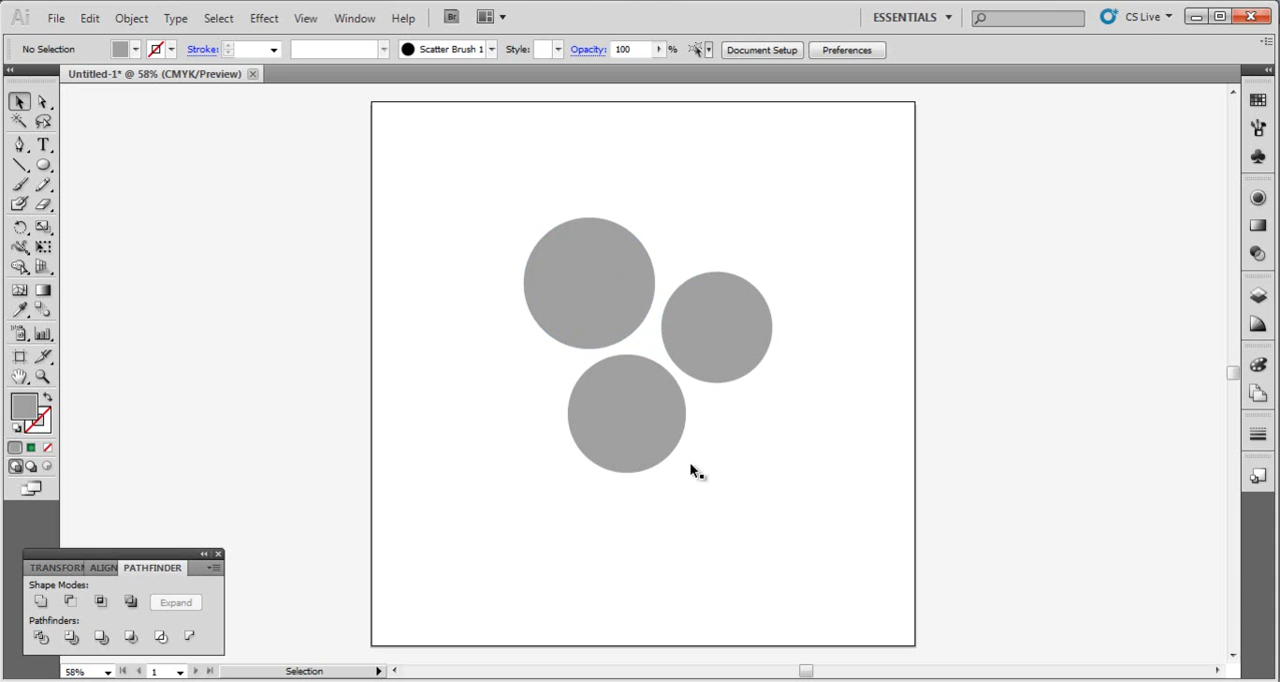 Ai File Edit Object Type Select Effect View Window Help Br ESSENTIALS CS Live
No Selection Stroke: Scatter Brush 1 Style: Opacity: 100 % Document Setup Preferences
Untitled-1* @ 58% (CMYK/Preview)
T
TRANSFORM ALIGN PATHFINDER
Shape Modes:
Expand
Pathfinders:
58% 1 Selection